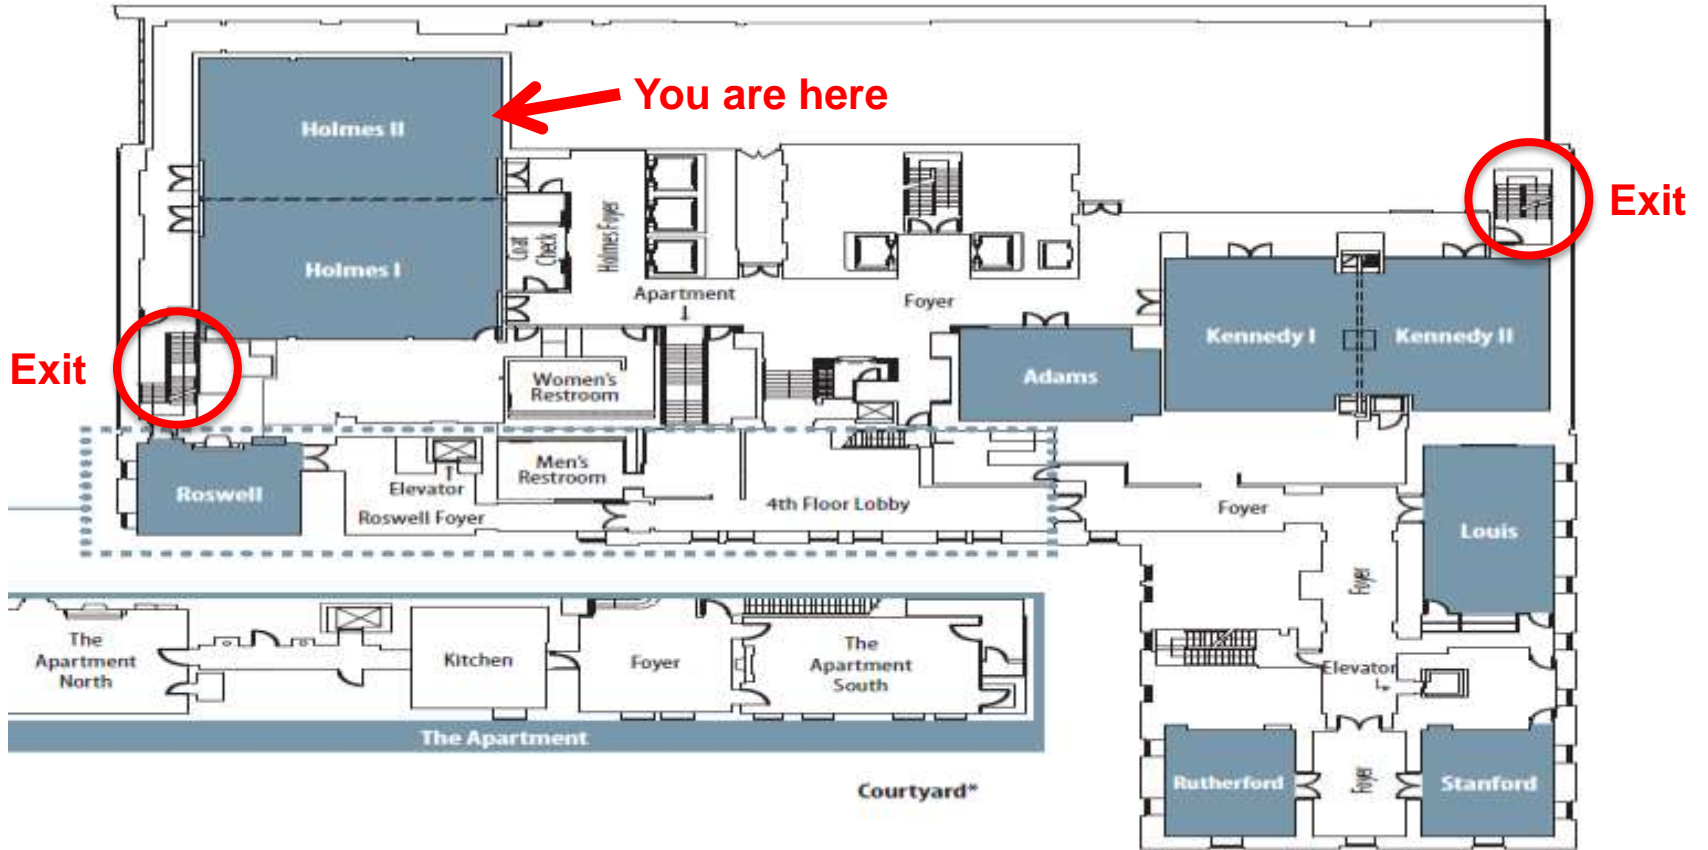 You are here
Holmes II
Exit
Holmes I
Coat
Check
Holmes Foyer
Apartment
Foyer
Kennedy I
Kennedy II
Exit
Women's
Restroom
Adams
Men's
Restroom
Roswell
Elevator
Roswell Foyer
4th Floor Lobby
Foyer
Louis
Foyer
The
Apartment
North
Kitchen
Foyer
The
Apartment
South
Elevator
The Apartment
Courtyard*
Rutherford
Foyer
Stanford